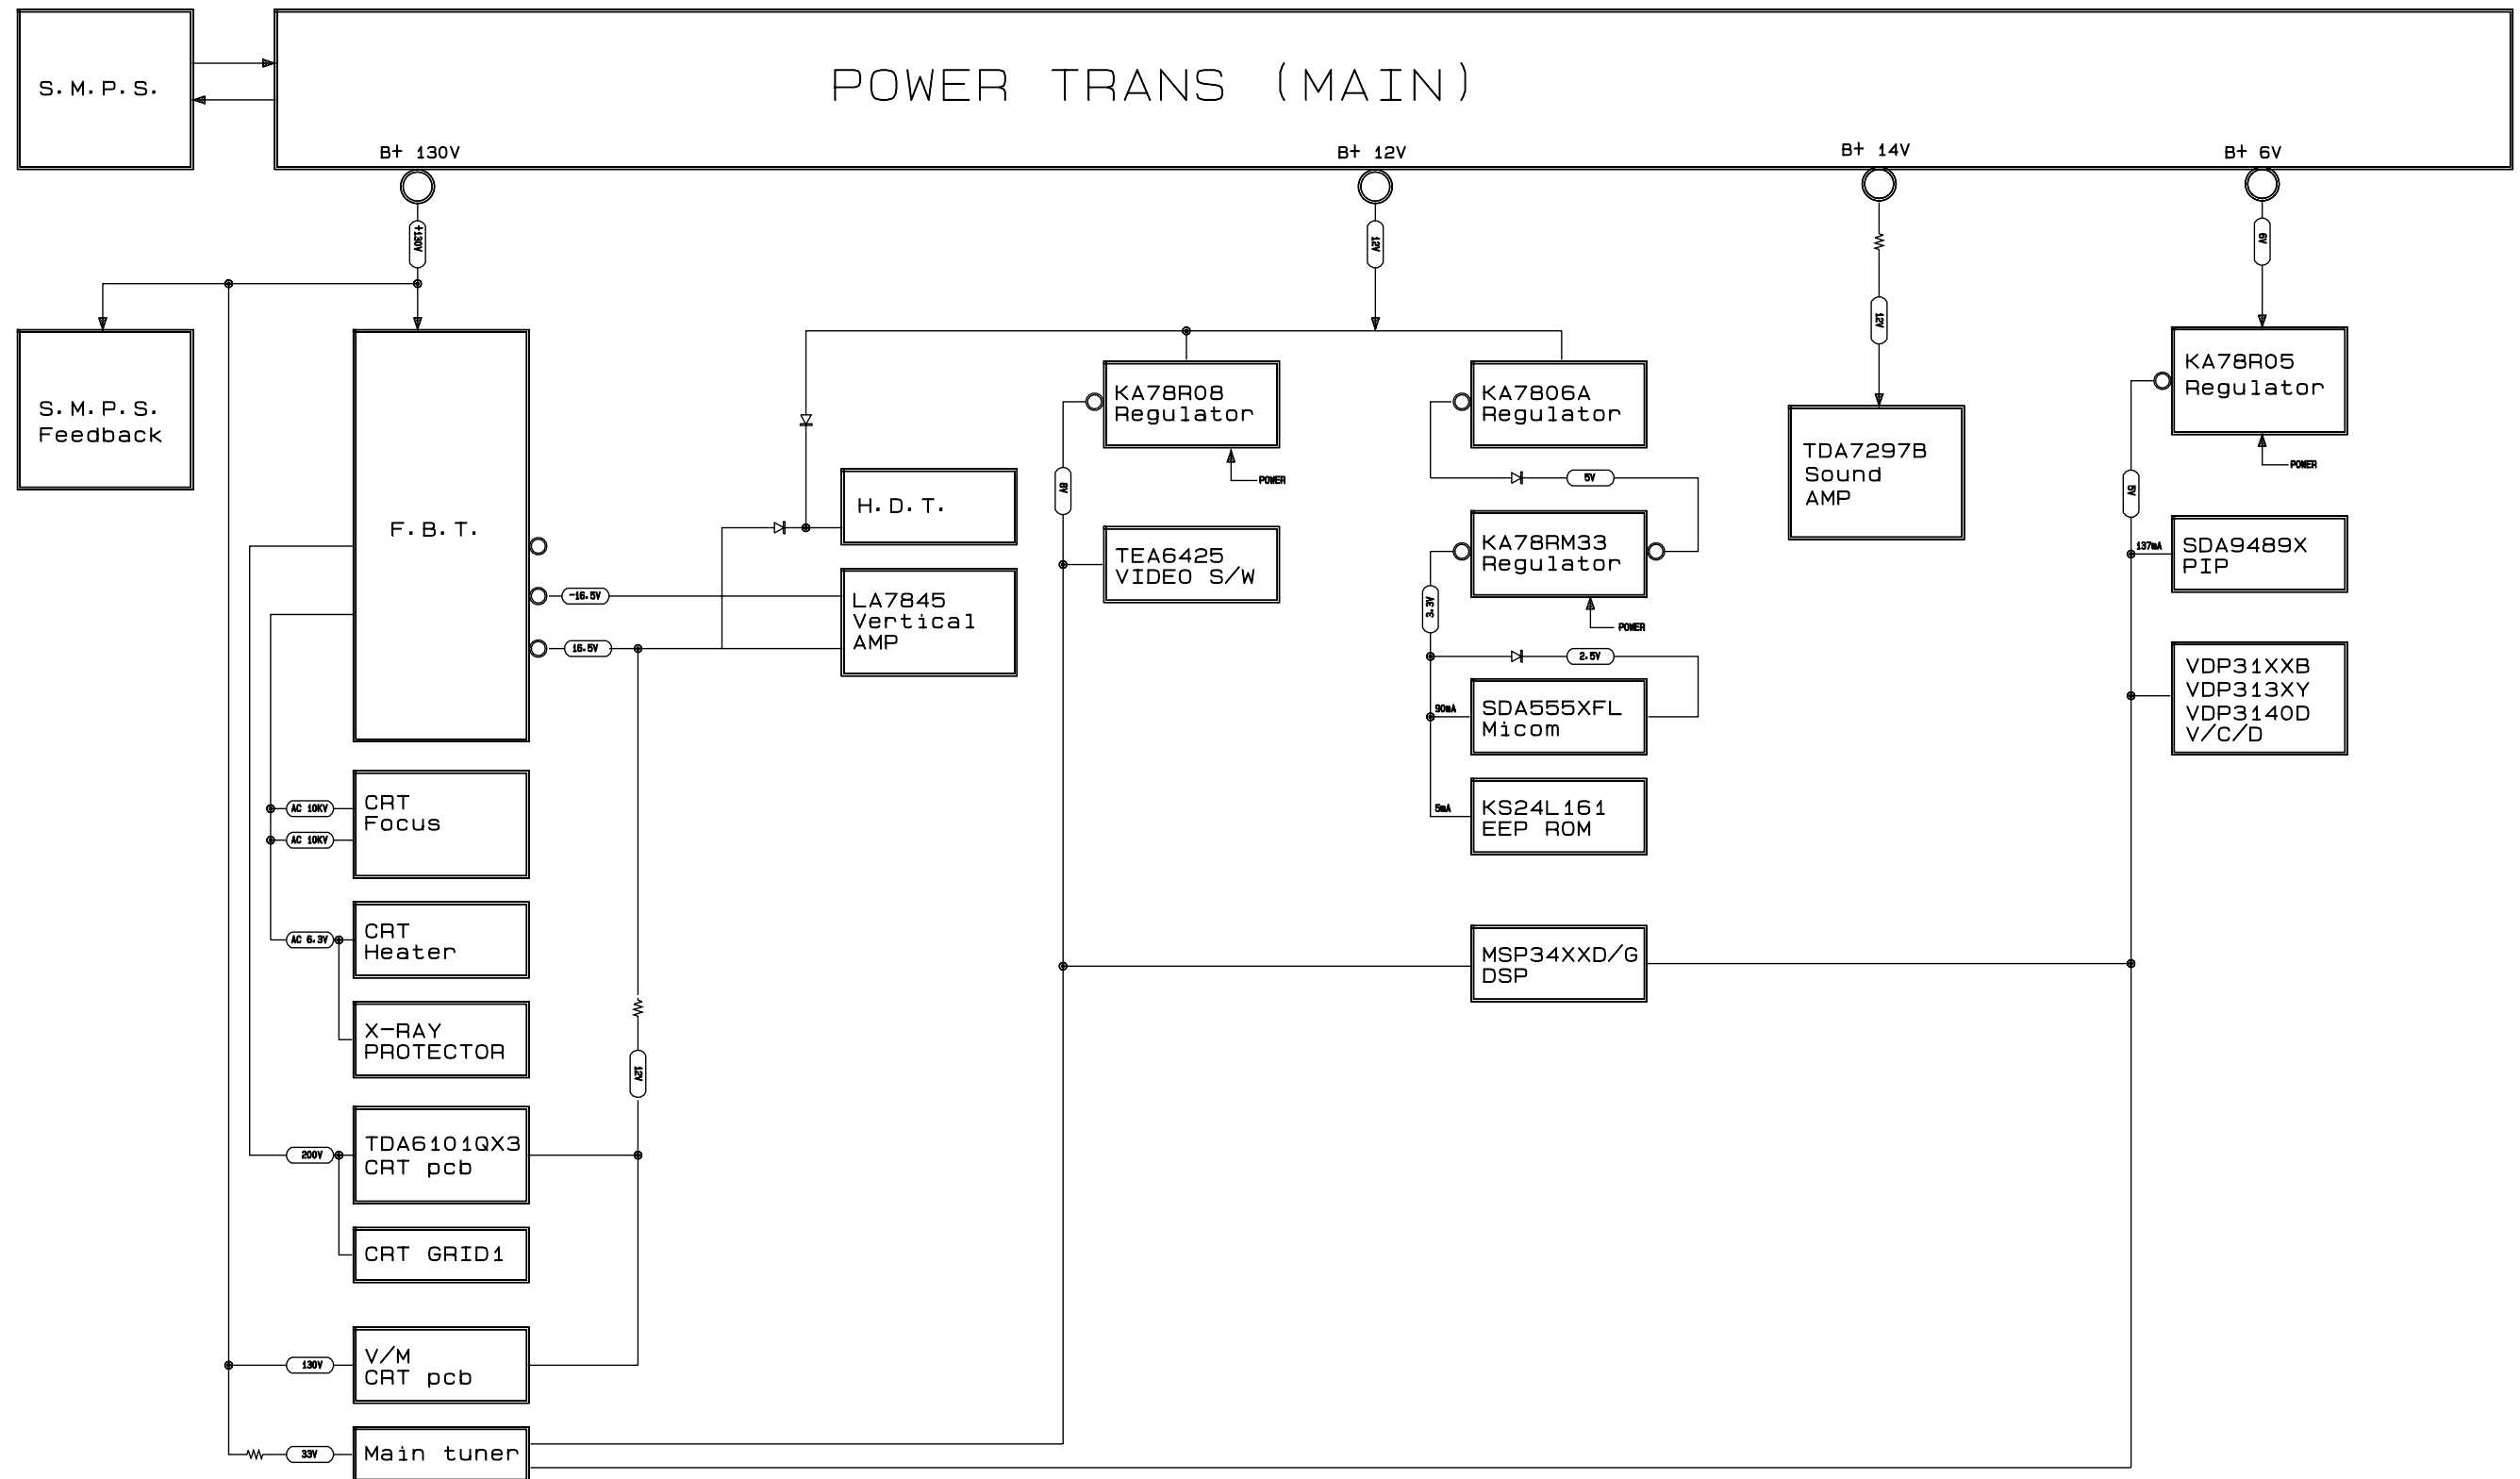 S.M.P.S.
POWER TRANS (MAIN)
B+ 130V
B+ 12V
B+ 14V
B+ 6V
+130V
12V
6V
12V
S.M.P.S.
Feedback
F.B.T.
H.D.T.
-16.5V
16.5V
LA7845
Vertical
AMP
KA78R08
Regulator
POWER
8V
TEA6425
VIDEO S/W
KA7806A
Regulator
5V
KA78RM33
Regulator
POWER
3.3V
2.5V
90mA
SDA555XFL
Micom
5mA
KS24L161
EEP ROM
MSP34XXD/G
DSP
TDA7297B
Sound
AMP
KA78R05
Regulator
POWER
5V
137mA
SDA9489X
PIP
VDP31XXB
VDP313XY
VDP3140D
V/C/D
AC 10KV
AC 10KV
CRT
Focus
AC 6.3V
CRT
Heater
X-RAY
PROTECTOR
12V
200V
TDA6101QX3
CRT pcb
CRT GRID1
130V
V/M
CRT pcb
33V
Main tuner